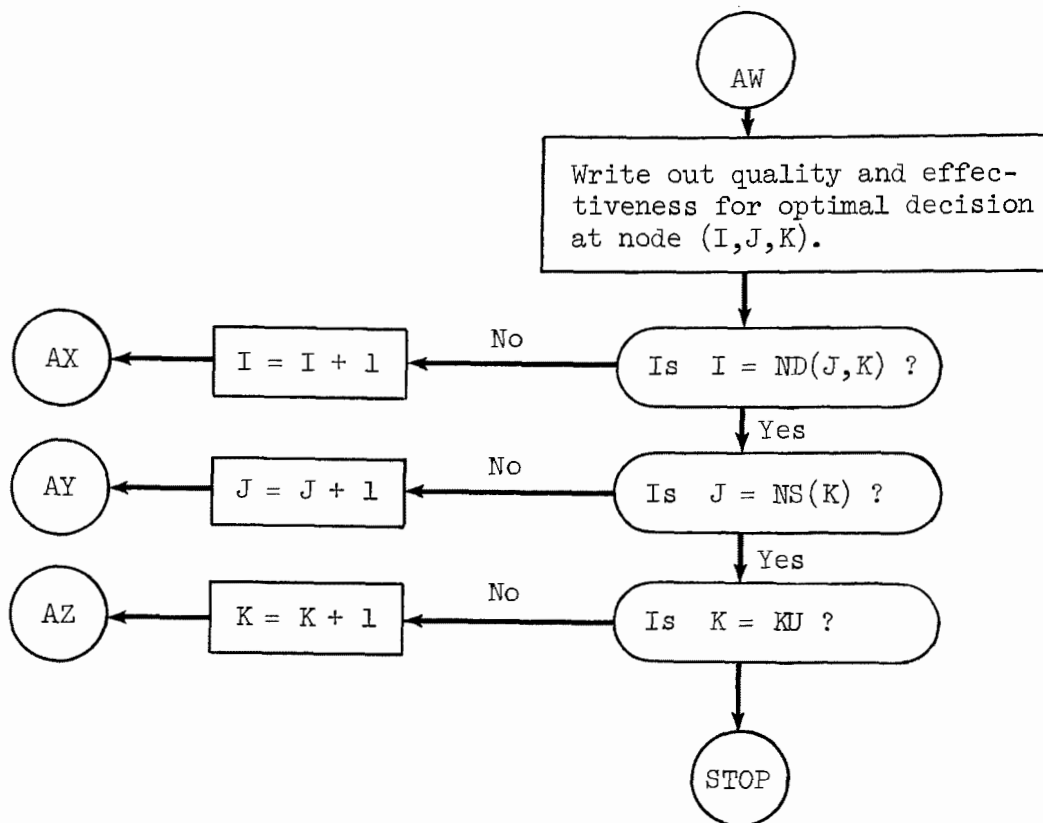 AW
Write out quality and effec-
tiveness for optimal decision
at node (I,J,K).
AX
I = I + 1
No
Is I = ND(J,K) ?
Yes
AY
J = J + 1
No
Is J = NS(K) ?
Yes
AZ
K = K + 1
No
Is K = KU ?
STOP